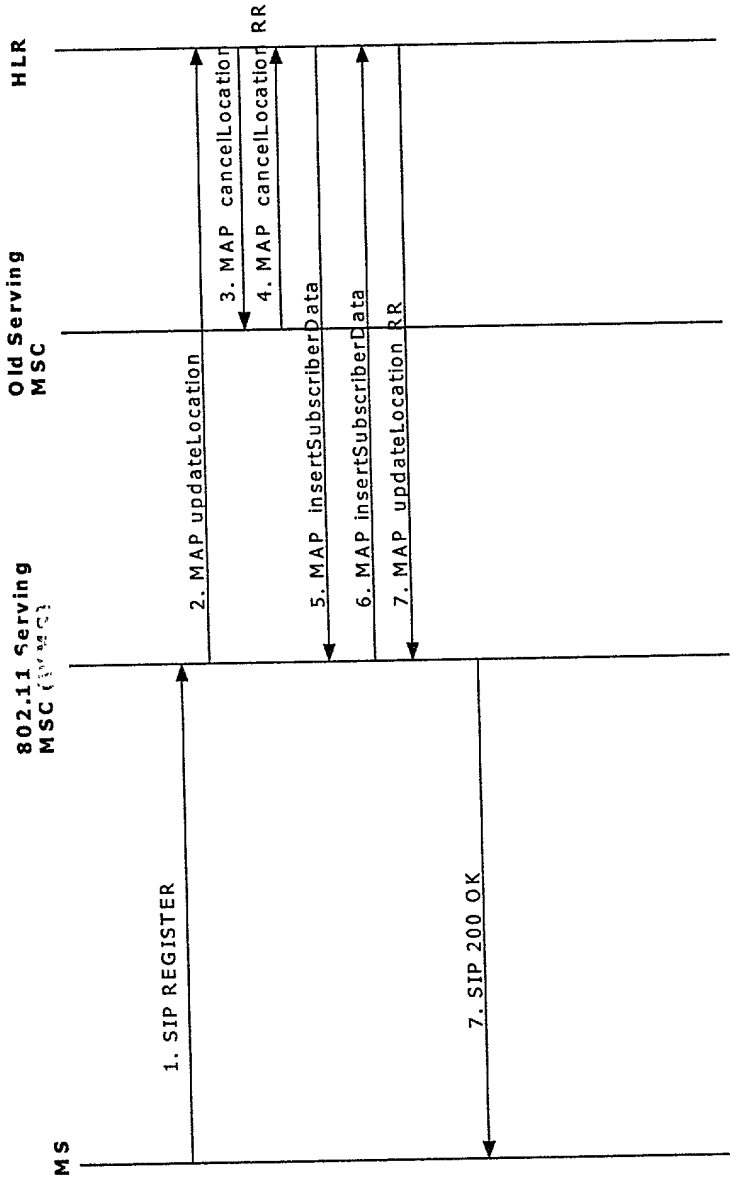 MS
802.11 Serving
MSC
Old Serving
MSC
HLR
1. SIP REGISTER
2. MAP updateLocation
3. MAP cancelLocation
4. MAP cancelLocation RR
5. MAP insertSubscriberData
6. MAP insertSubscriberData
7. MAP updateLocation RR
7. SIP 200 OK